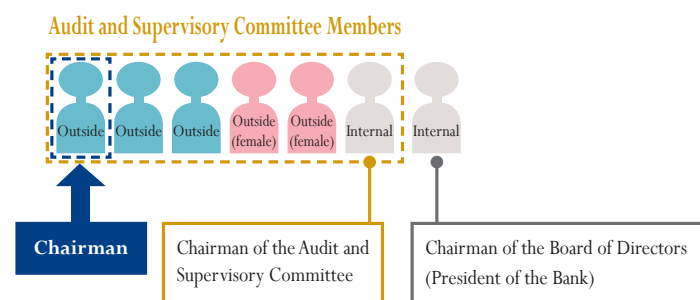 Audit and Supervisory Committee Members
Outside
Outside
Outside
Outside
(female)
Outside
(female)
Internal
Internal
Chairman
Chairman of the Audit and
Supervisory Committee
Chairman of the Board of Directors
(President of the Bank)